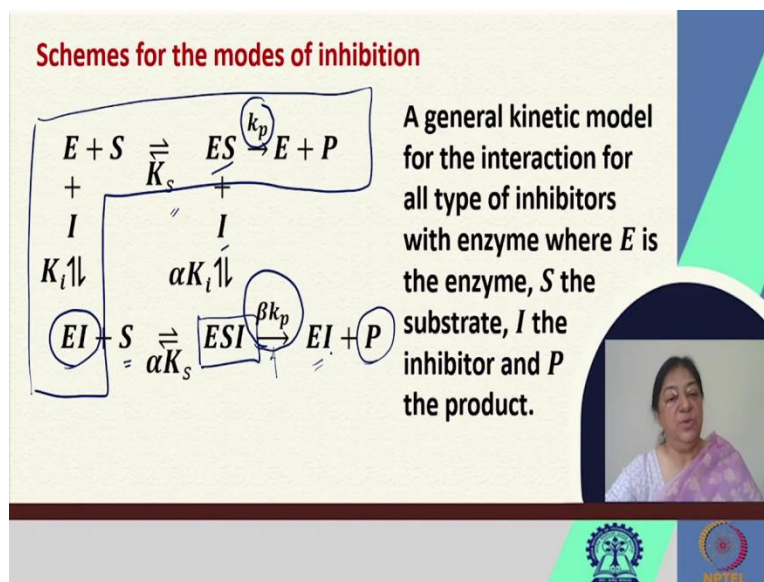 Schemes for the modes of inhibition
E + S ⇌ ES → E + P
K_s
k_p
+ +
I I
K_i ⇌ αK_i ⇌
βk_p
EI + S ⇌ ESI → EI + P
αK_s
A general kinetic model
for the interaction for
all type of inhibitors
with enzyme where E is
the enzyme, S the
substrate, I the
inhibitor and P
the product.
NPTEL